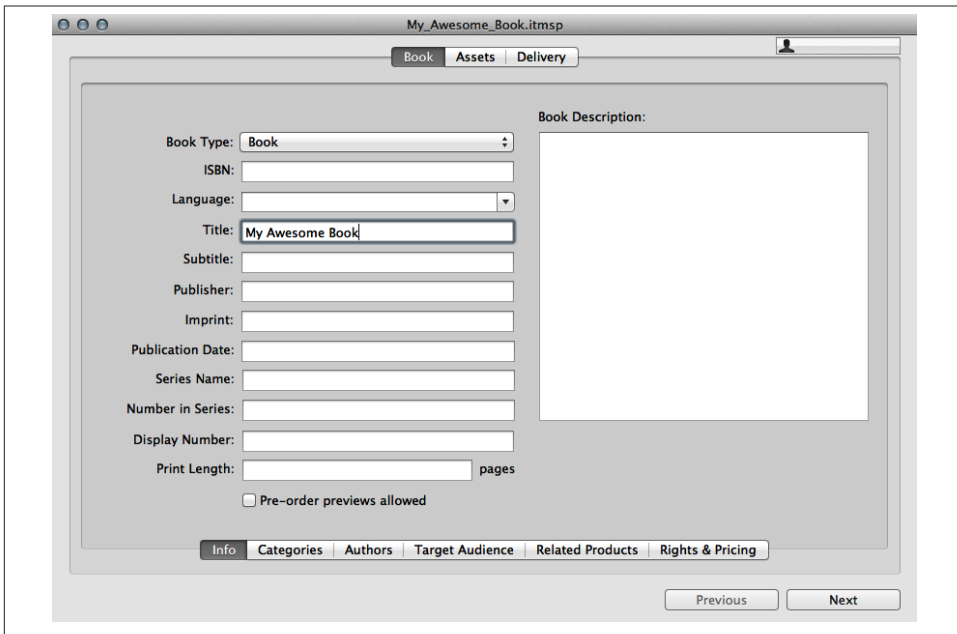 My_Awesome_Book.itmsp
Book Assets Delivery
Book Description:
Book Type: Book
ISBN:
Language:
Title: My Awesome Book
Subtitle:
Publisher:
Imprint:
Publication Date:
Series Name:
Number in Series:
Display Number:
Print Length: pages
Pre-order previews allowed
Info Categories Authors Target Audience Related Products Rights & Pricing
Previous Next